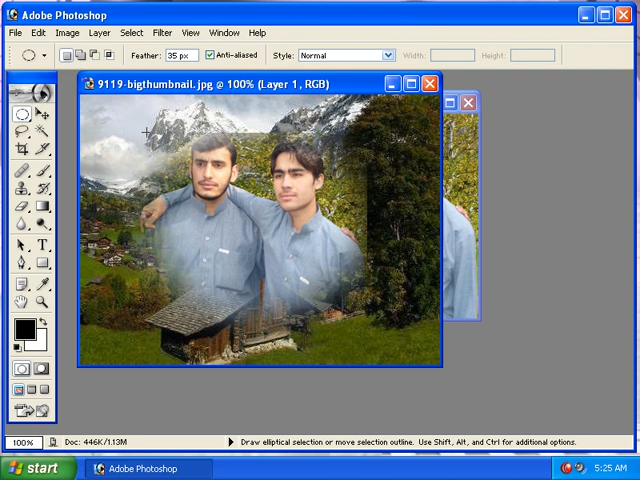 Adobe Photoshop
File Edit Image Layer Select Filter View Window Help
Feather: 35 px Anti-aliased Style: Normal Width: Height:
9119-bigthumbnail.jpg @ 100% (Layer 1, RGB)
T
100% Doc: 446K/1.13M Draw elliptical selection or move selection outline. Use Shift, Alt, and Ctrl for additional options.
start Adobe Photoshop 5:25 AM